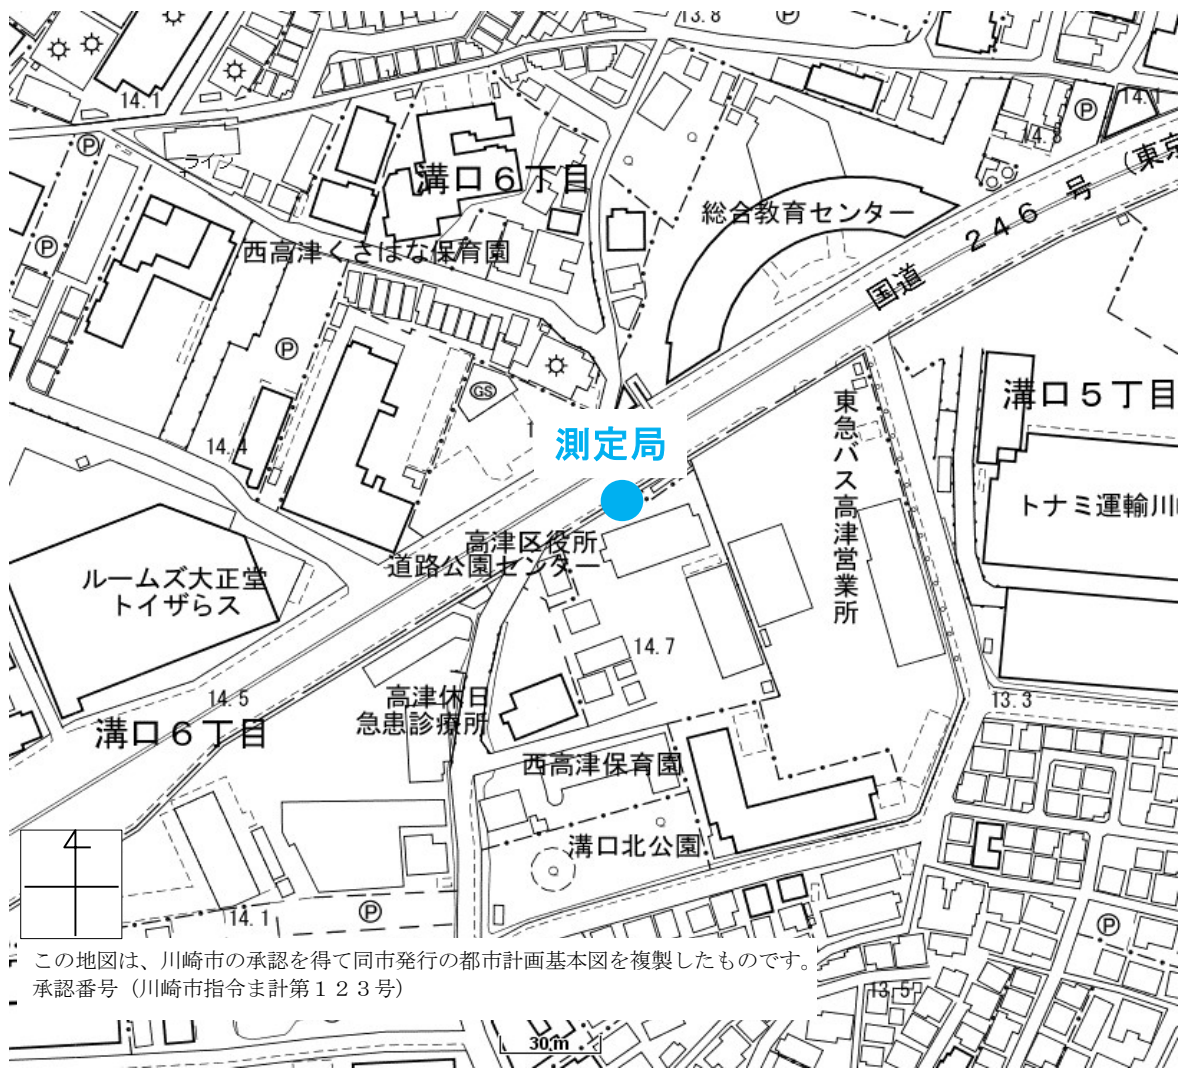 13.8
Ⓟ
14.1
14.1
Ⓟ
Ⓟ
ライン
溝口６丁目
総合教育センター
国道　２４６　号　（東京
西高津くさはな保育園
Ⓟ
Ⓟ
GS
溝口５丁目
東急バス高津営業所
測定局
14.4
トナミ運輸川
高津区役所
道路公園センター
ルームズ大正堂
トイザらス
14.7
14.5
高津休日
急患診療所
13.3
溝口６丁目
西高津保育園
溝口北公園
14.1
Ⓟ
Ⓟ
この地図は、川崎市の承認を得て同市発行の都市計画基本図を複製したものです。
承認番号（川崎市指令ま計第１２３号）
13.5
30 m